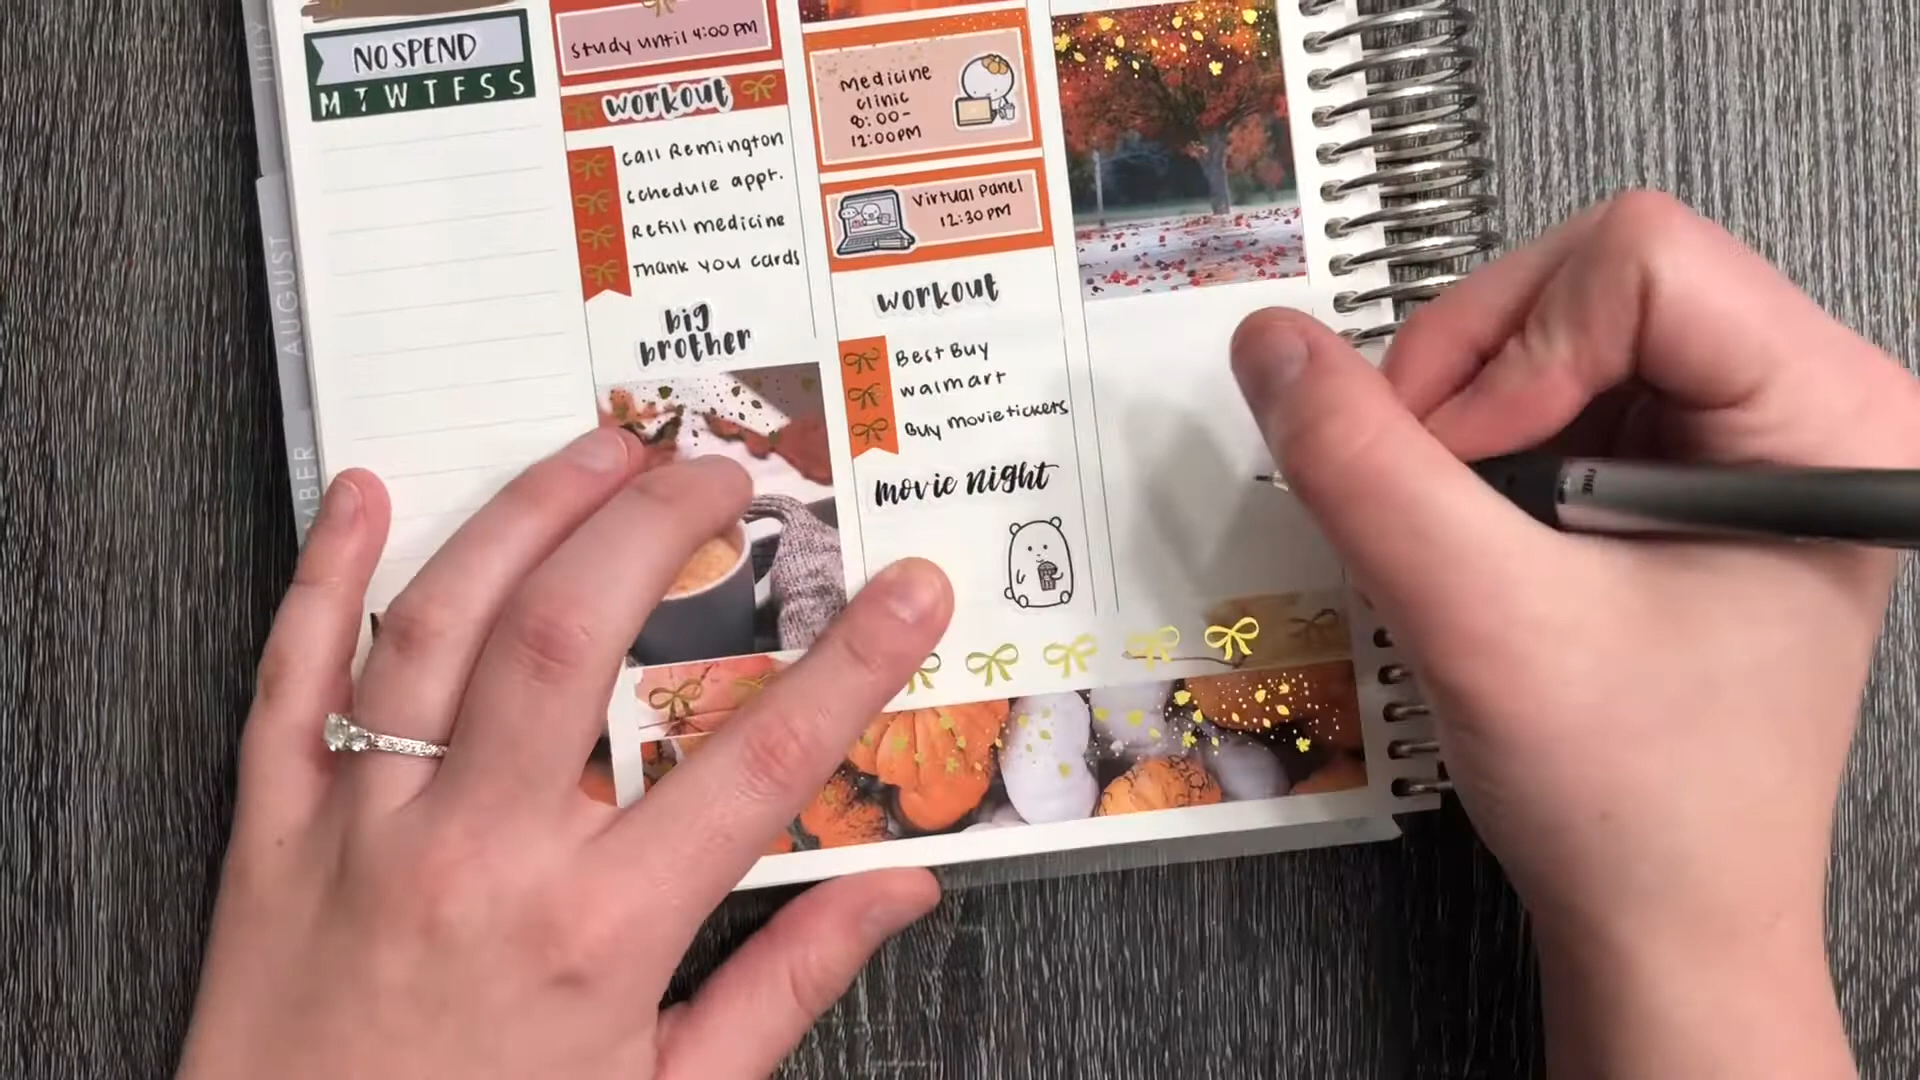 JULY
AUGUST
BER
NO SPEND
M T W T F S S
Study until 4:00 PM
workout
Call Remington
Schedule appt.
Refill medicine
Thank you cards
big
brother
Medicine
Clinic
8:00-
12:00PM
Virtual Panel
12:30 PM
workout
Best Buy
walmart
Buy movie tickets
movie night
FINE